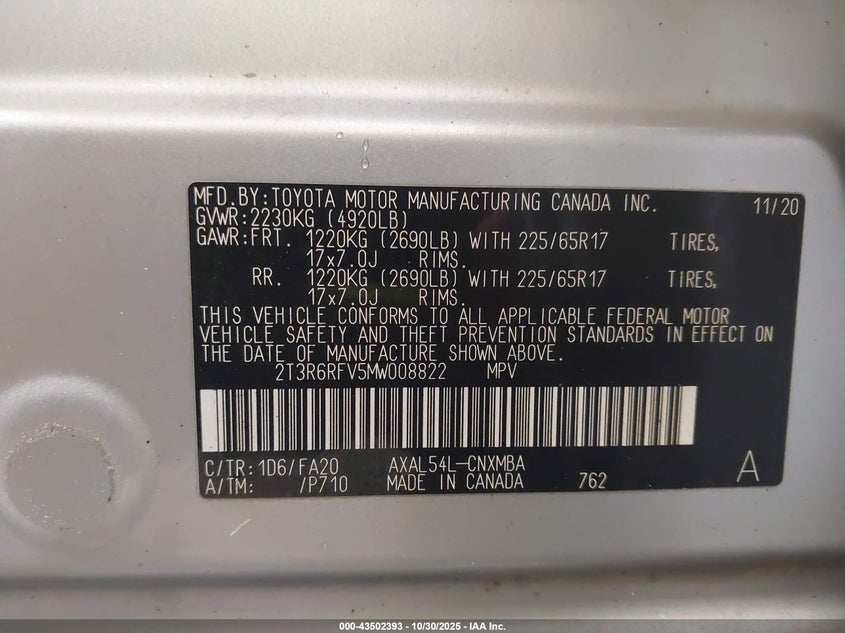 MFD.BY:TOYOTA MOTOR MANUFACTURING CANADA INC. 11/20
GVWR:2230KG (4920LB)
GAWR:FRT. 1220KG (2690LB) WITH 225/65R17 TIRES,
17x7.0J RIMS.
RR. 1220KG (2690LB) WITH 225/65R17 TIRES,
17x7.0J RIMS.
THIS VEHICLE CONFORMS TO ALL APPLICABLE FEDERAL MOTOR
VEHICLE SAFETY AND THEFT PREVENTION STANDARDS IN EFFECT ON
THE DATE OF MANUFACTURE SHOWN ABOVE.
2T3R6RFV5MW008822 MPV
C/TR:1D6/FA20 AXAL54L-CNXMBA
A/TM: /P710 MADE IN CANADA 762 A
000-43502393 - 10/30/2025 - IAA Inc.